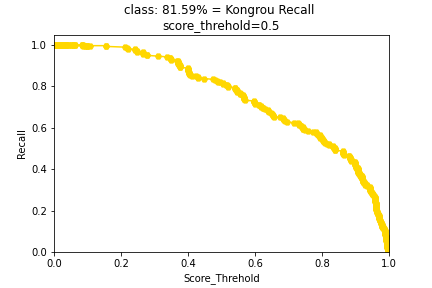 class: 81.59% = Kongrou Recall
score_threhold=0.5
1.0
0.8
0.6
0.4
0.2
0.0
Recall
0.0 0.2 0.4 0.6 0.8 1.0
Score_Threhold